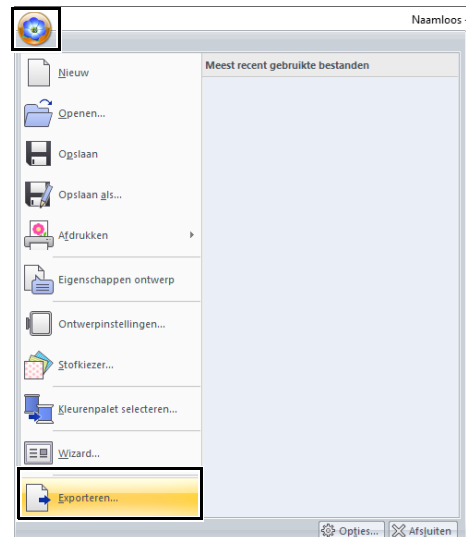 Naamloos -
Nieuw
Meest recent gebruikte bestanden
Openen...
Opslaan
Opslaan als...
Afdrukken
Eigenschappen ontwerp
Ontwerpinstellingen...
Stofkiezer...
Kleurenpalet selecteren...
Wizard...
Exporteren...
Opties... Afsluiten